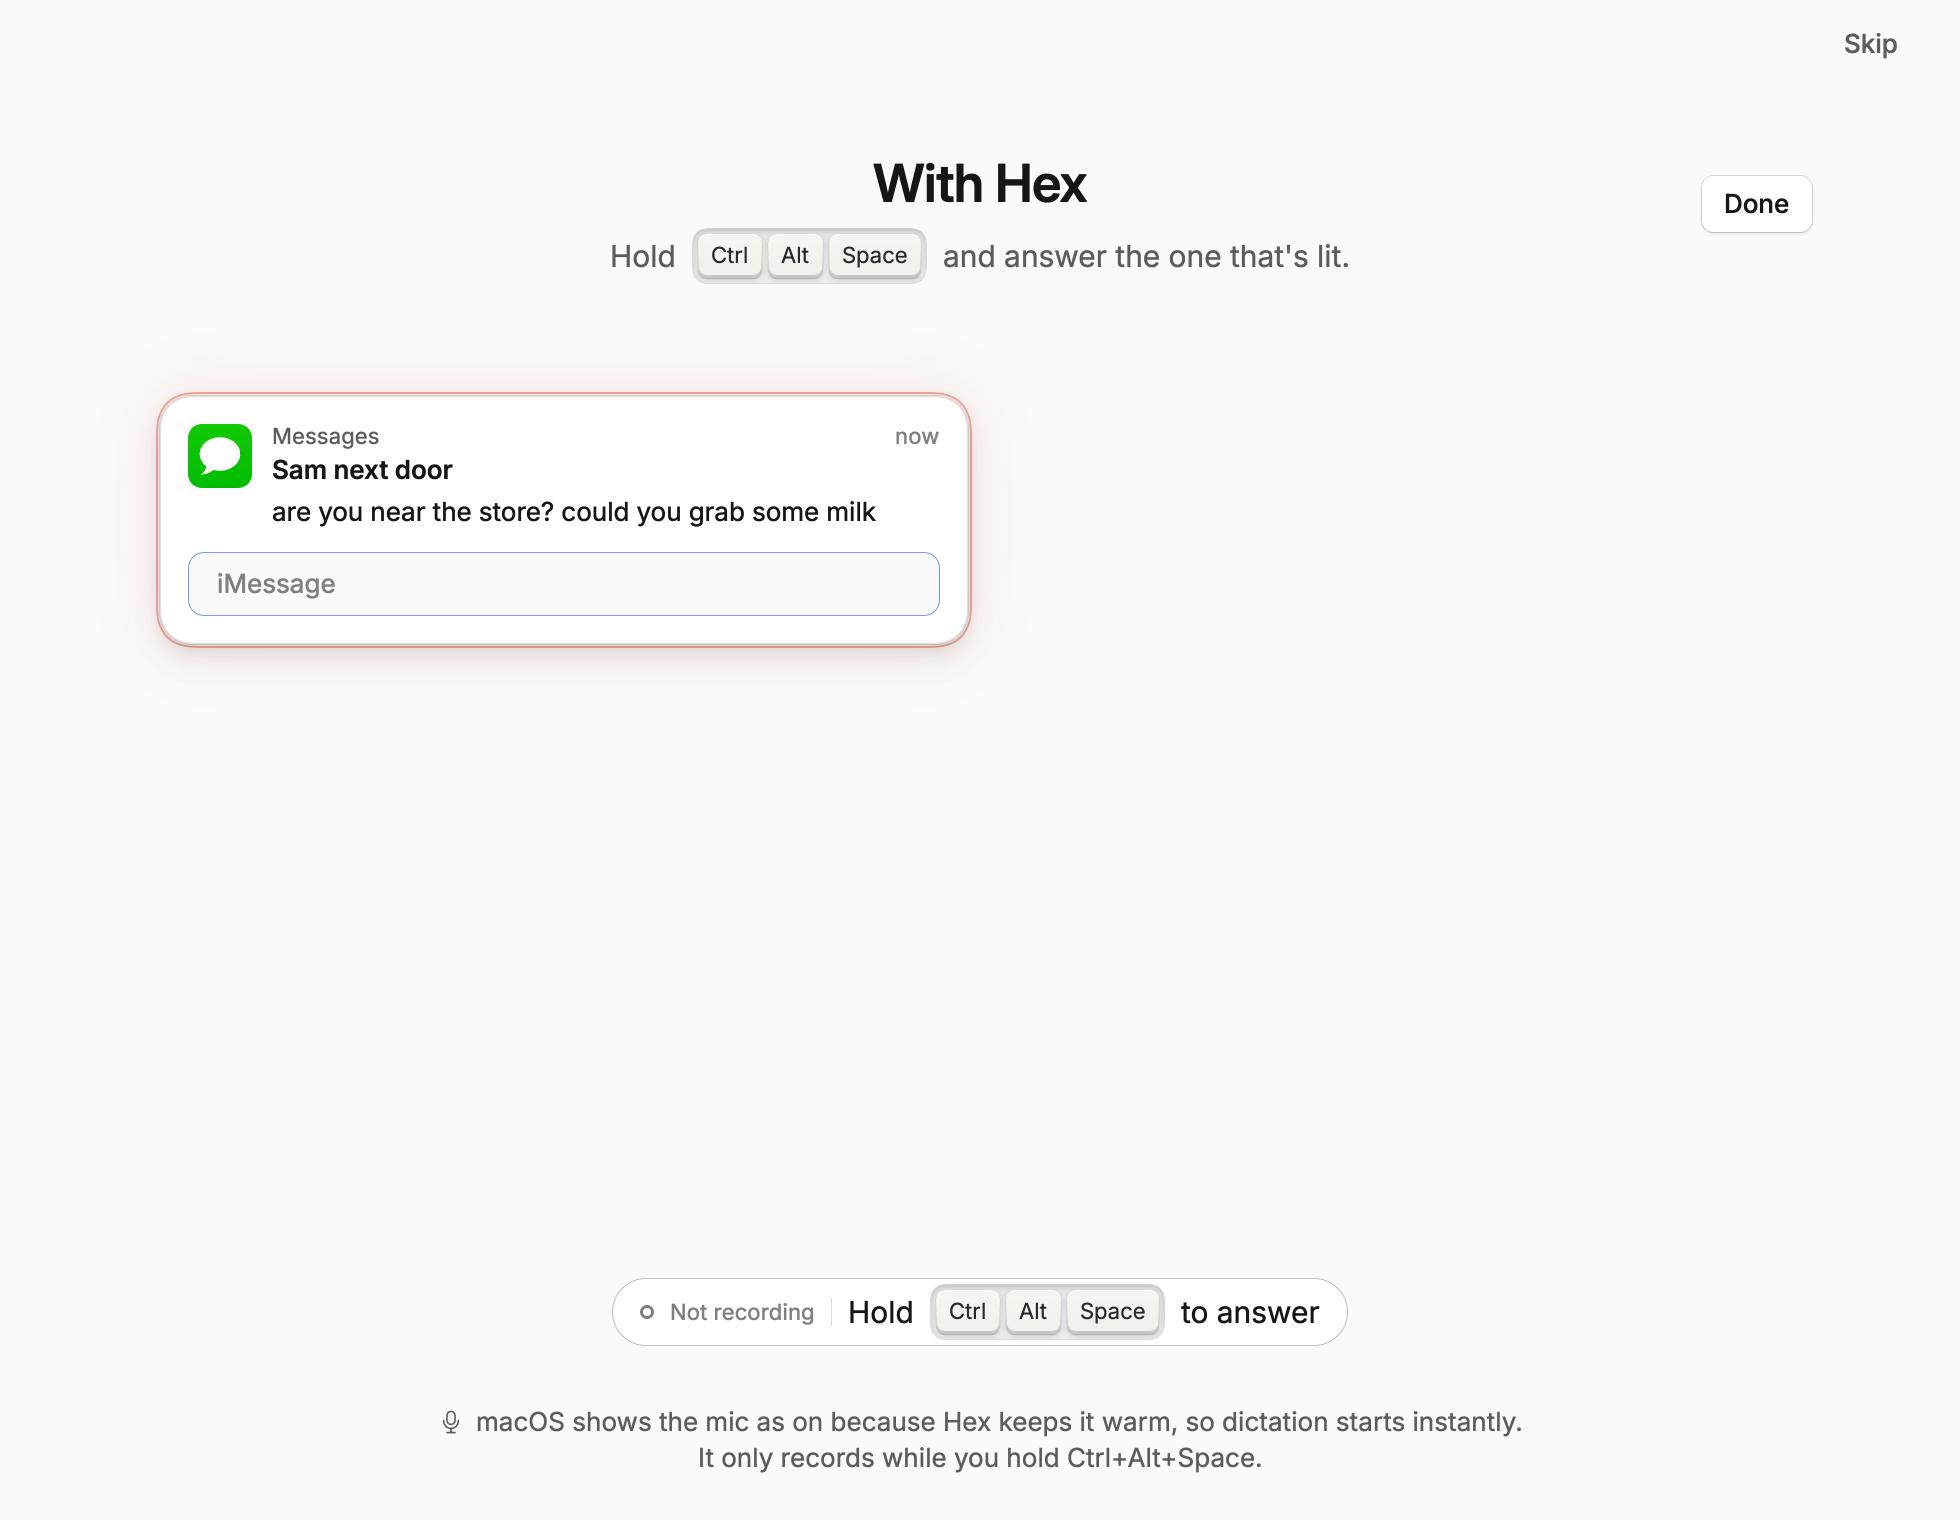 Skip
With Hex
Done
Hold Ctrl Alt Space and answer the one that's lit.
Messages now
Sam next door
are you near the store? could you grab some milk
iMessage
Not recording Hold Ctrl Alt Space to answer
macOS shows the mic as on because Hex keeps it warm, so dictation starts instantly.
It only records while you hold Ctrl+Alt+Space.